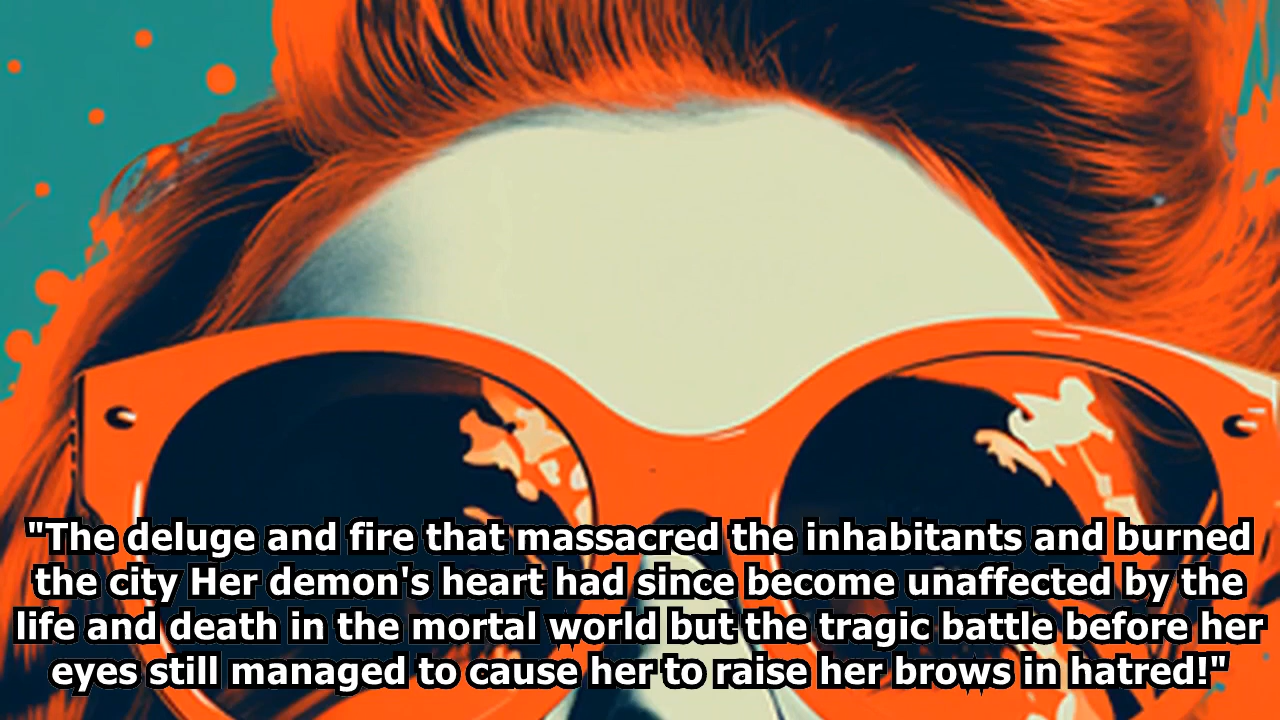 "The deluge and fire that massacred the inhabitants and burned
the city Her demon's heart had since become unaffected by the
life and death in the mortal world but the tragic battle before her
eyes still managed to cause her to raise her brows in hatred!"